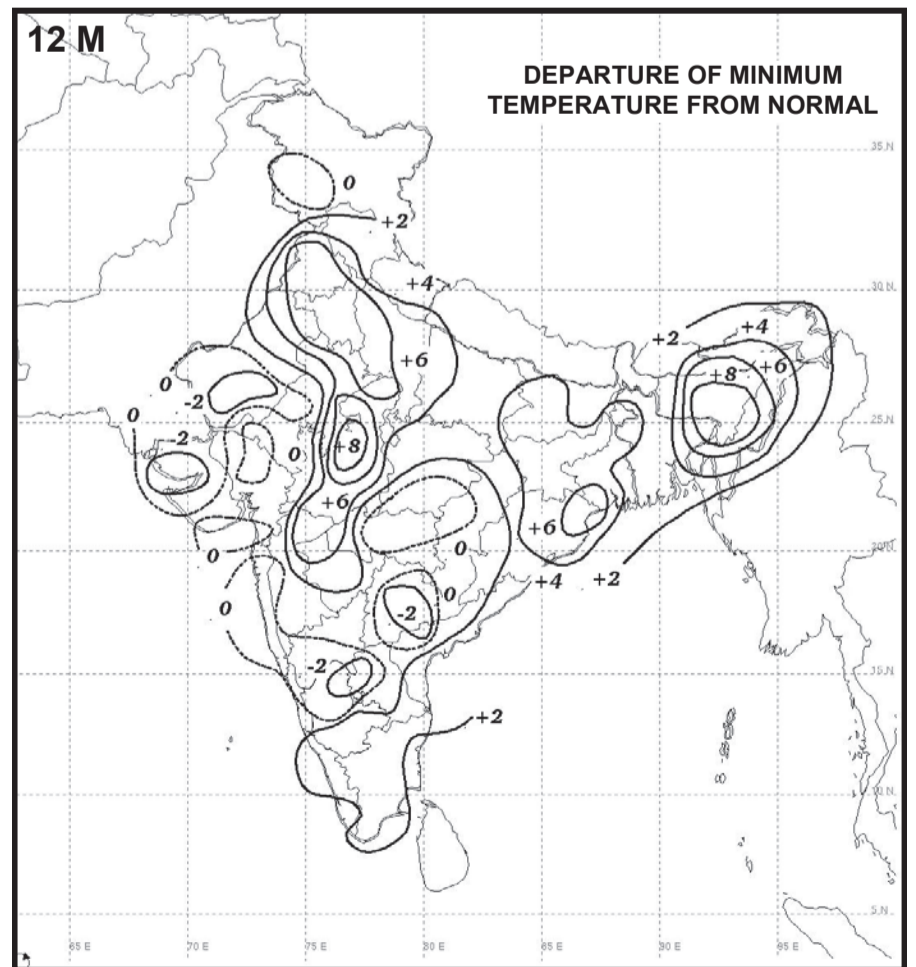 12 M
DEPARTURE OF MINIMUM
TEMPERATURE FROM NORMAL
35 N
0
+2
+4
30 N
+2
+4
+6
+8
+6
0
-2
0
-2
25 N
0
+8
+6
+6
0
20 N
0
+4
+2
0
-2
0
-2
15 N
+2
10 N
5 N
65 E
70 E
75 E
80 E
85 E
90 E
95 E